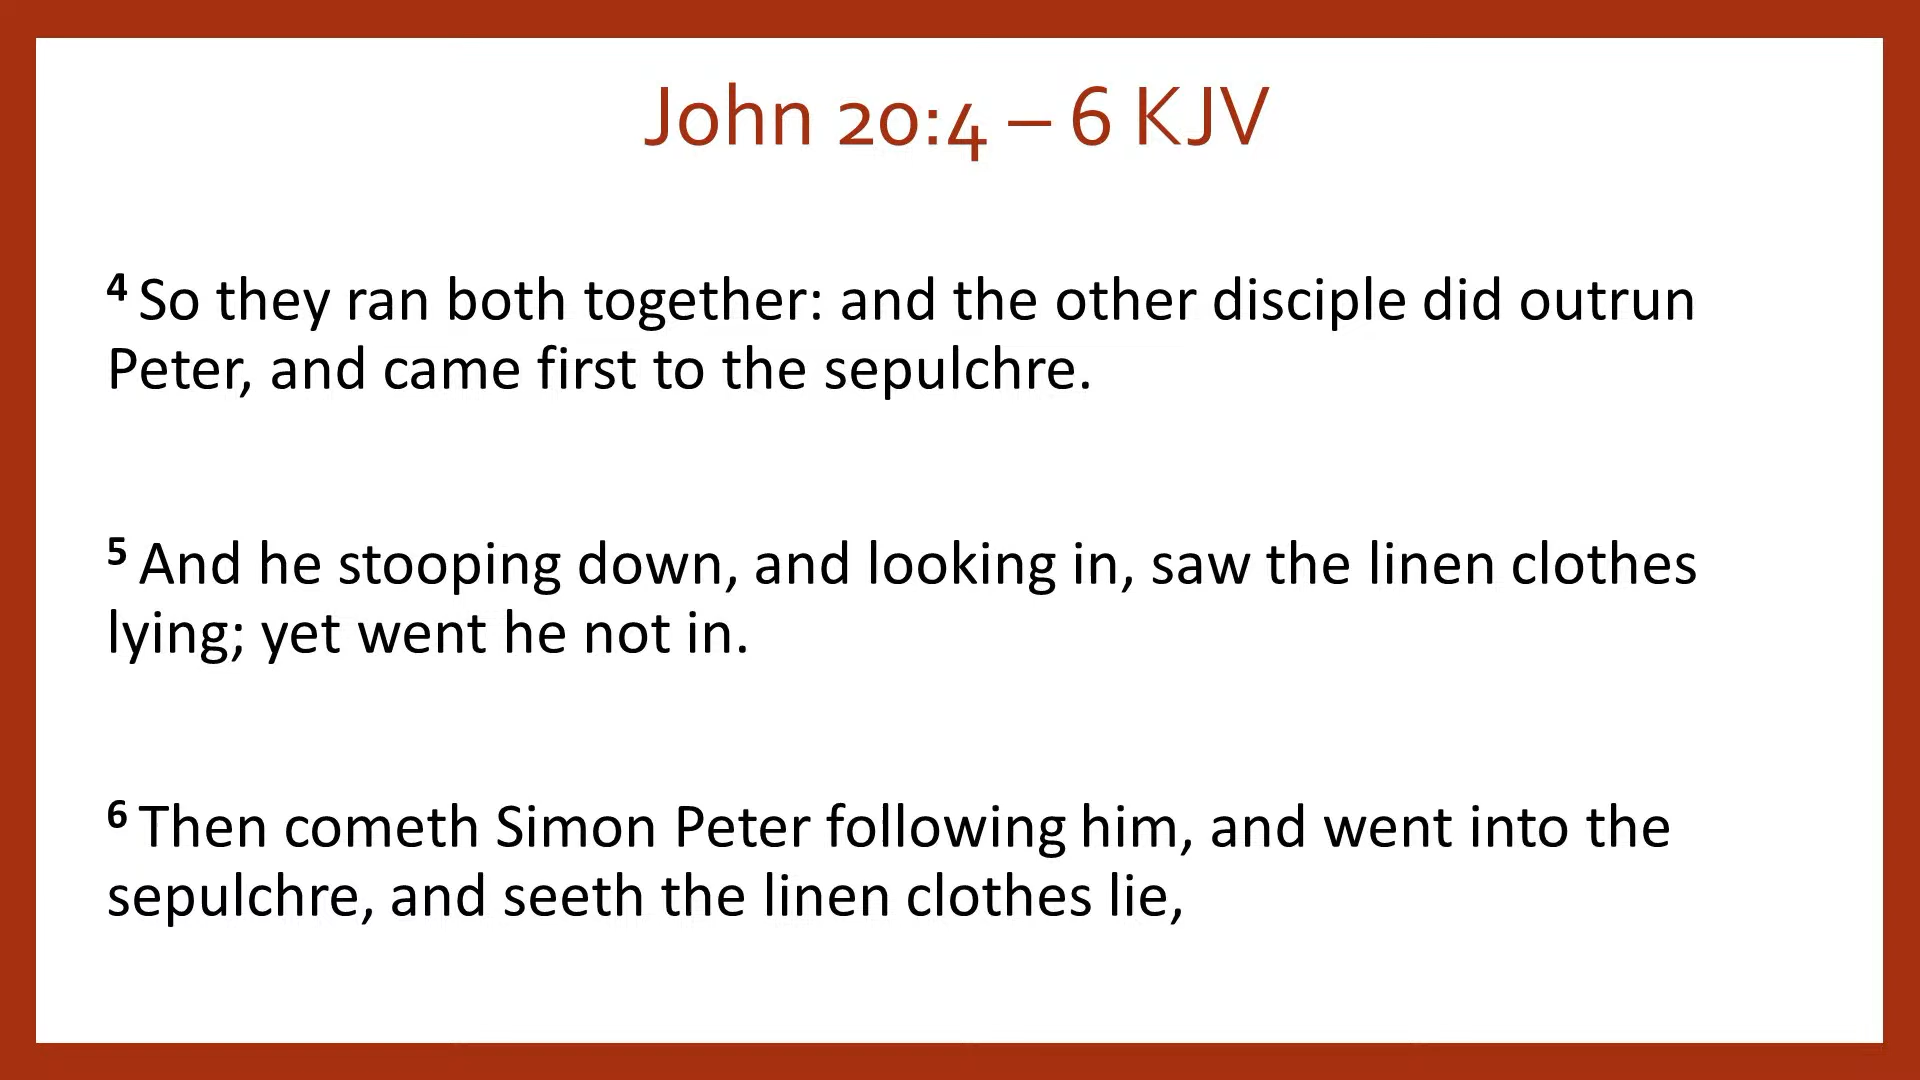 John 20:4 – 6 KJV
4 So they ran both together: and the other disciple did outrun
Peter, and came first to the sepulchre.
5 And he stooping down, and looking in, saw the linen clothes
lying; yet went he not in.
6 Then cometh Simon Peter following him, and went into the
sepulchre, and seeth the linen clothes lie,